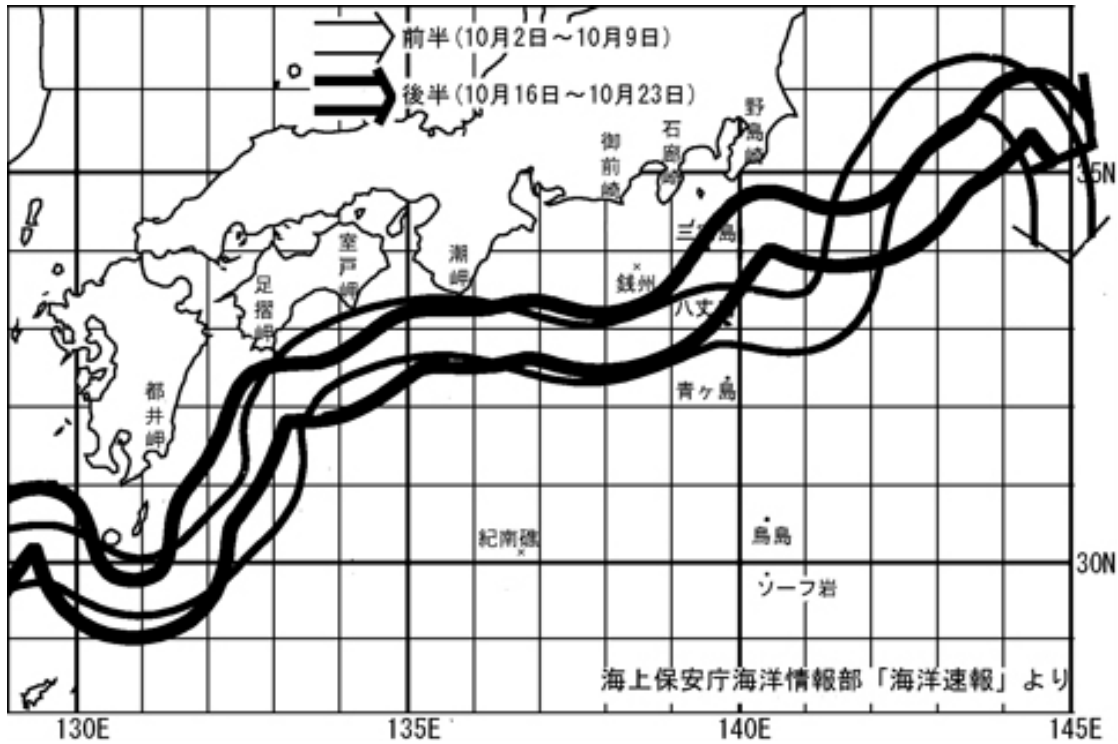 前半(10月2日~10月9日)
後半(10月16日~10月23日)
野島崎
石廊崎
御前崎
35N
三宅島
室戸岬
潮岬
足摺岬
銭州
八丈島
青ヶ島
都井岬
紀南礁
鳥島
30N
ソーフ岩
海上保安庁海洋情報部「海洋速報」より
130E
135E
140E
145E